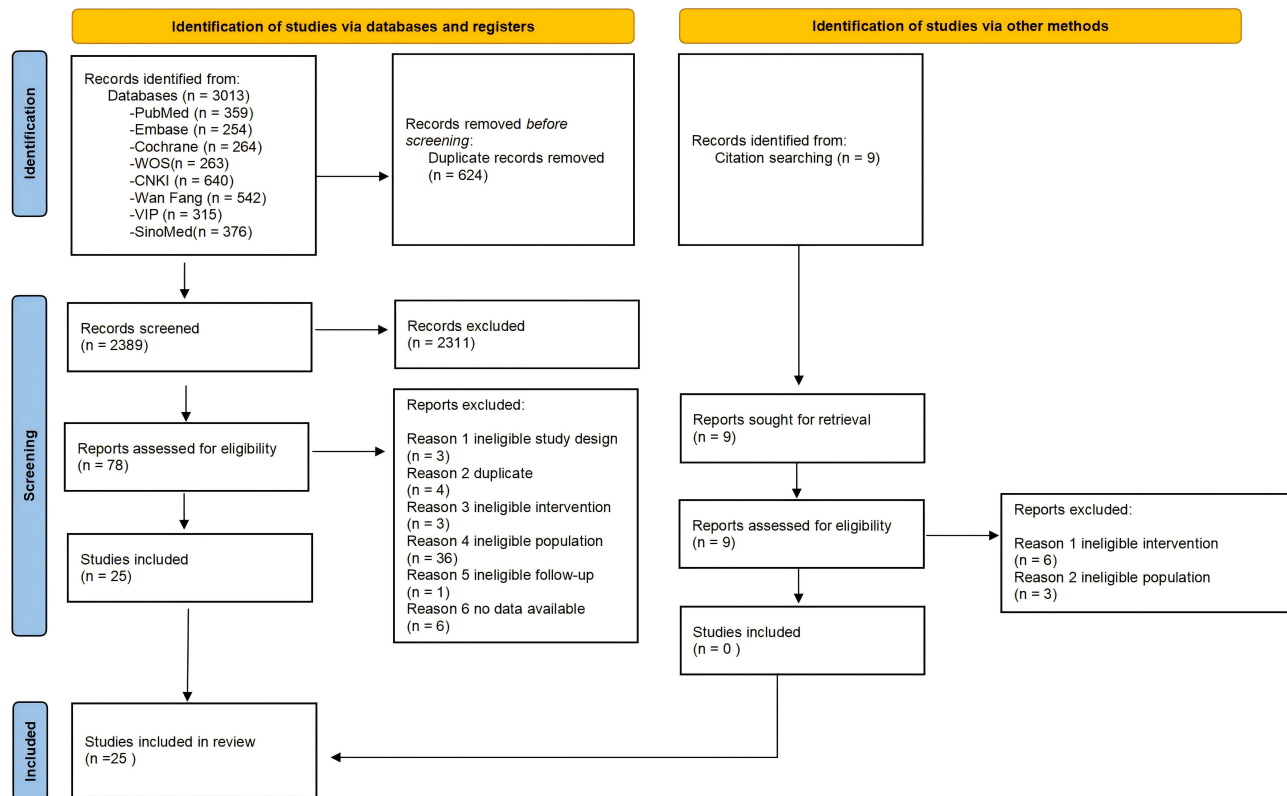 Identification of studies via databases and registers
Identification of studies via other methods
Identification
Records identified from:
Databases (n = 3013)
-PubMed (n = 359)
-Embase (n = 254)
-Cochrane (n = 264)
-WOS(n = 263)
-CNKI (n = 640)
-Wan Fang (n = 542)
-VIP (n = 315)
-SinoMed(n = 376)
Records removed before
screening:
Duplicate records removed
(n = 624)
Records identified from:
Citation searching (n = 9)
Screening
Records screened
(n = 2389)
Records excluded
(n = 2311)
Reports assessed for eligibility
(n = 78)
Reports excluded:
Reason 1 ineligible study design
(n = 3)
Reason 2 duplicate
(n = 4)
Reason 3 ineligible intervention
(n = 3)
Reason 4 ineligible population
(n = 36)
Reason 5 ineligible follow-up
(n = 1)
Reason 6 no data available
(n = 6)
Studies included
(n = 25)
Reports sought for retrieval
(n = 9)
Reports assessed for eligibility
(n = 9)
Reports excluded:
Reason 1 ineligible intervention
(n = 6)
Reason 2 ineligible population
(n = 3)
Studies included
(n = 0 )
Included
Studies included in review
(n =25 )